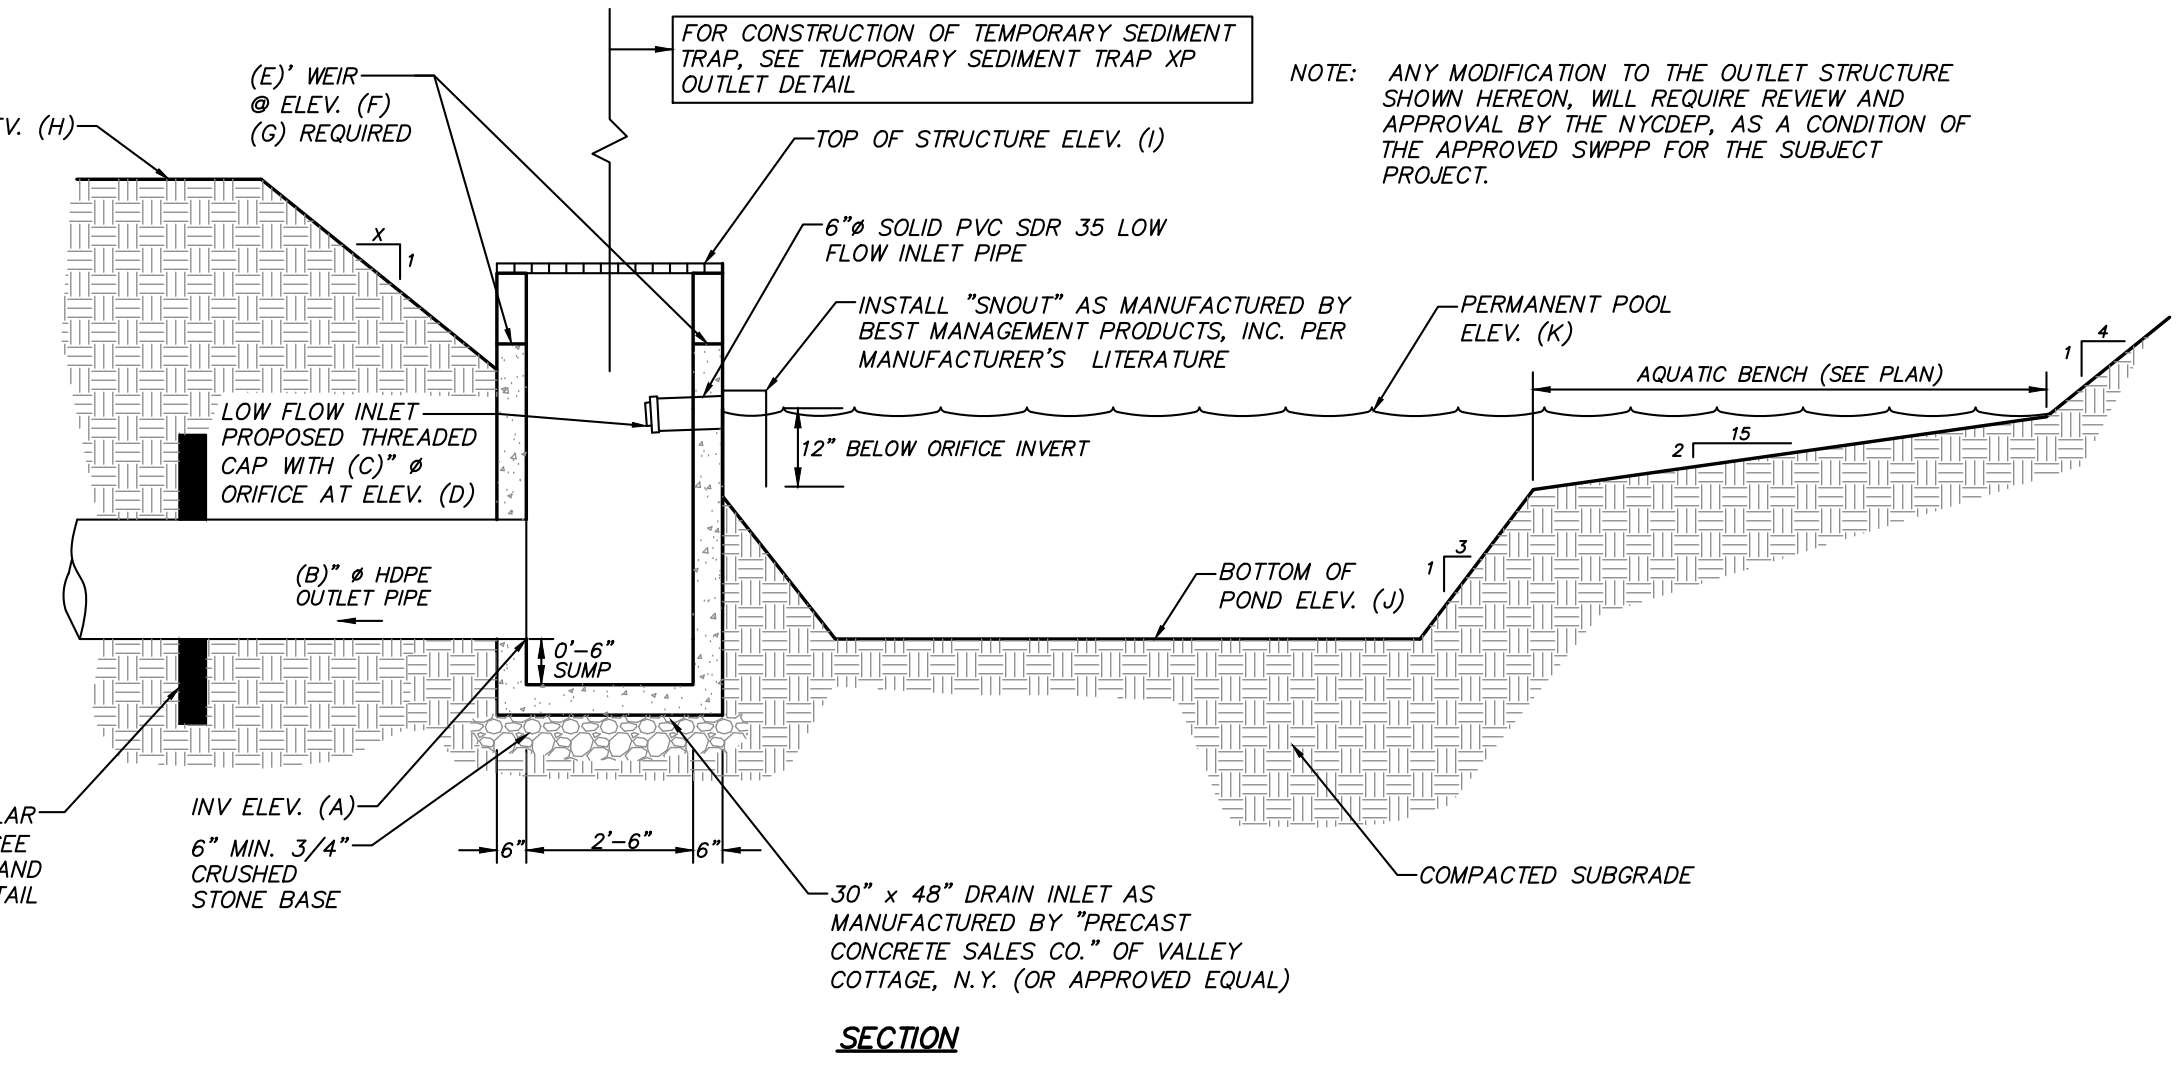 FOR CONSTRUCTION OF TEMPORARY SEDIMENT
TRAP, SEE TEMPORARY SEDIMENT TRAP XP
OUTLET DETAIL
NOTE: ANY MODIFICATION TO THE OUTLET STRUCTURE
SHOWN HEREON, WILL REQUIRE REVIEW AND
APPROVAL BY THE NYCDEP, AS A CONDITION OF
THE APPROVED SWPPP FOR THE SUBJECT
PROJECT.
(E)' WEIR
@ ELEV. (F)
(G) REQUIRED
V. (H)
TOP OF STRUCTURE ELEV. (I)
X
1
6"ø SOLID PVC SDR 35 LOW
FLOW INLET PIPE
INSTALL "SNOUT" AS MANUFACTURED BY
BEST MANAGEMENT PRODUCTS, INC. PER
MANUFACTURER'S LITERATURE
PERMANENT POOL
ELEV. (K)
4
1
AQUATIC BENCH (SEE PLAN)
LOW FLOW INLET
PROPOSED THREADED
CAP WITH (C)" ø
ORIFICE AT ELEV. (D)
12" BELOW ORIFICE INVERT
15
2
3
1
(B)" ø HDPE
OUTLET PIPE
BOTTOM OF
POND ELEV. (J)
0'-6"
SUMP
LAR
EE
AND
TAIL
INV ELEV. (A)
6" MIN. 3/4"
CRUSHED
STONE BASE
6"
2'-6"
6"
30" x 48" DRAIN INLET AS
MANUFACTURED BY "PRECAST
CONCRETE SALES CO." OF VALLEY
COTTAGE, N.Y. (OR APPROVED EQUAL)
COMPACTED SUBGRADE
SECTION